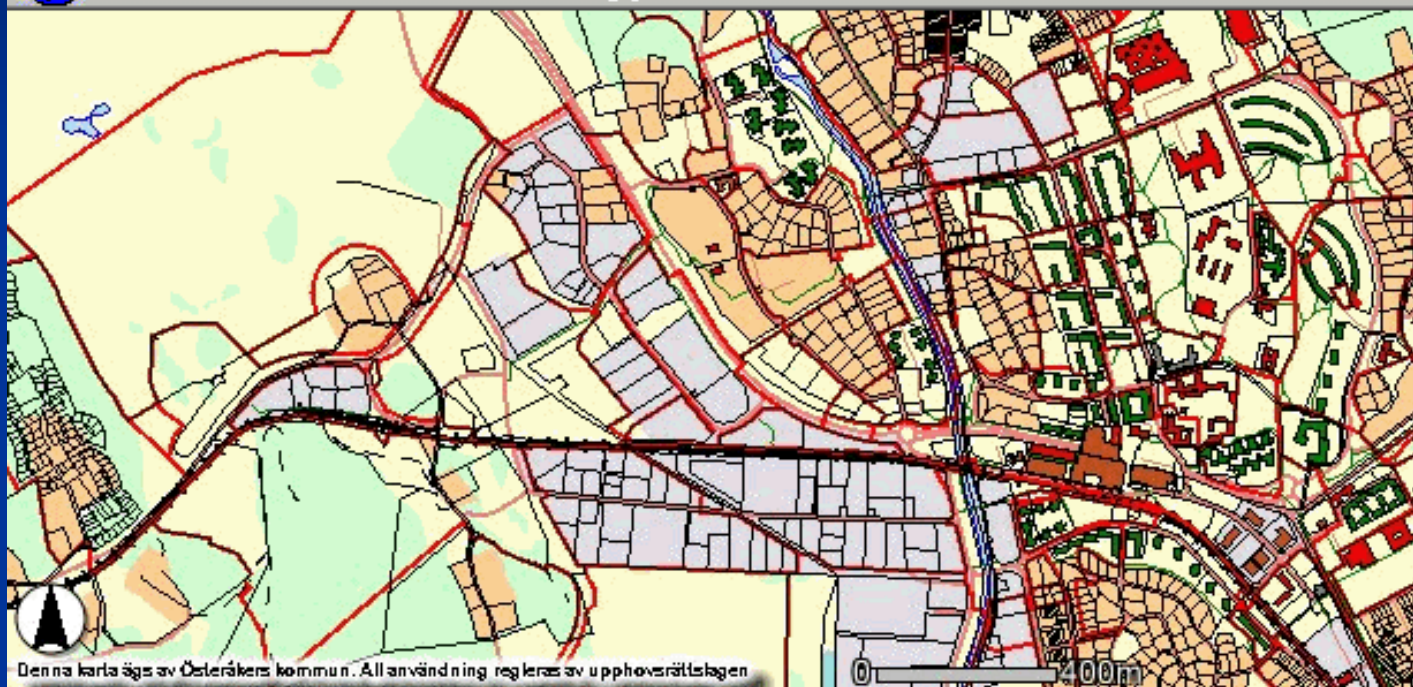 Denna karta ägs av Österåkers kommun. All användning regleras av upphovsrättslagen
0 400m